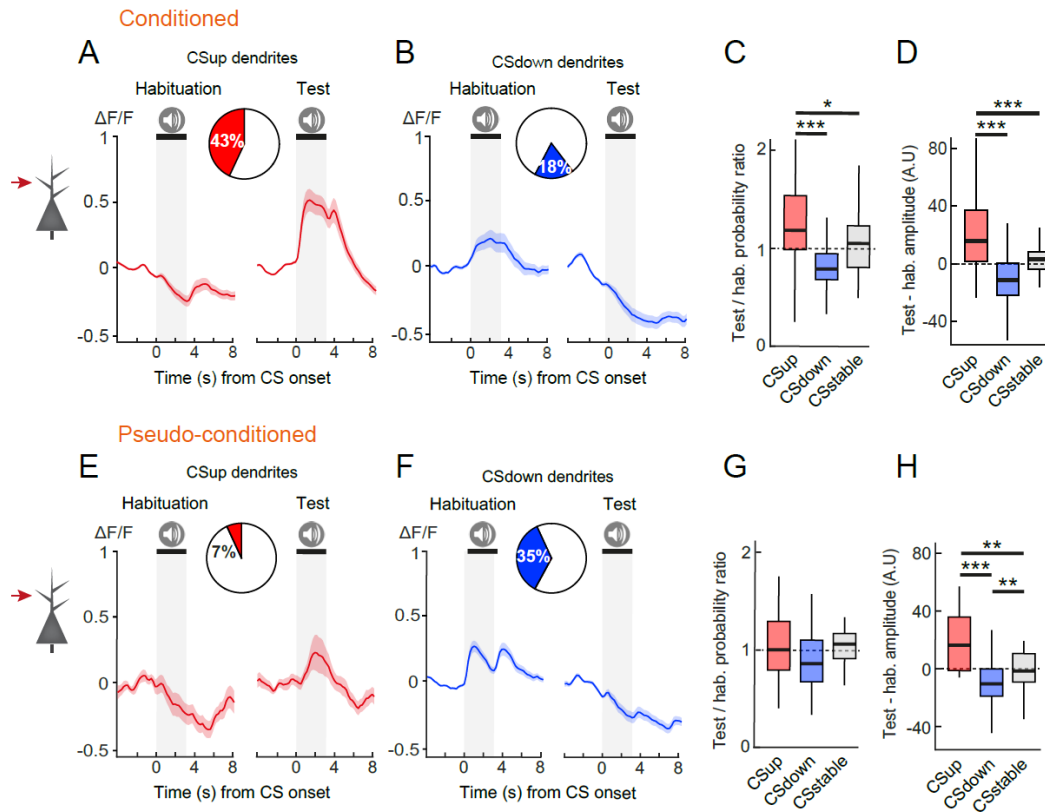 Conditioned
A
CSup dendrites
Habituation
Test
ΔF/F
43%
1
0.5
0
-0.5
0 4 8
0 4 8
Time (s) from CS onset
B
CSdown dendrites
Habituation
Test
ΔF/F
18%
1
0.5
0
-0.5
0 4 8
0 4 8
Time (s) from CS onset
C
*
***
Test / hab. probability ratio
2
1
0
CSup
CSdown
CSstable
D
***
***
Test - hab. amplitude (A.U)
80
40
0
-40
CSup
CSdown
CSstable
Pseudo-conditioned
E
CSup dendrites
Habituation
Test
ΔF/F
7%
1
0.5
0
-0.5
0 4 8
0 4 8
Time (s) from CS onset
F
CSdown dendrites
Habituation
Test
ΔF/F
35%
1
0.5
0
-0.5
0 4 8
0 4 8
Time (s) from CS onset
G
Test / hab. probability ratio
2
1
0
CSup
CSdown
CSstable
H
**
***
**
Test - hab. amplitude (A.U)
80
40
0
-40
CSup
CSdown
CSstable